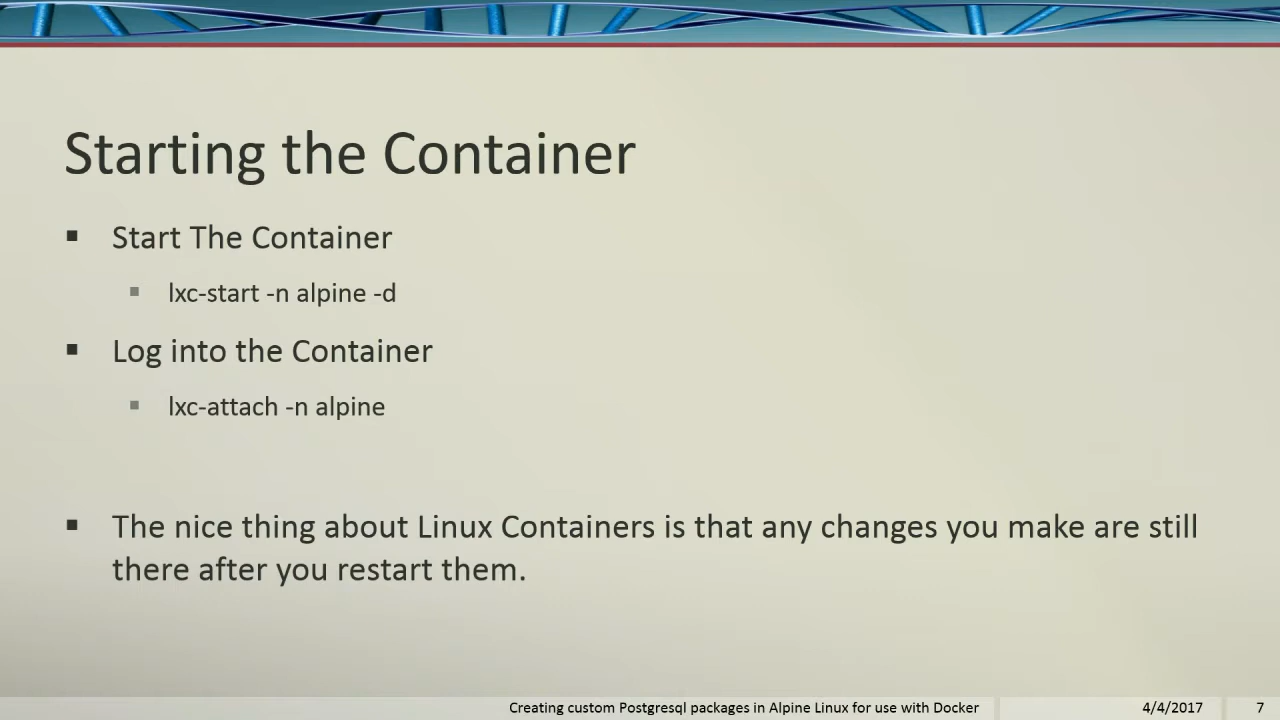 Starting the Container
Start The Container
lxc-start -n alpine -d
Log into the Container
lxc-attach -n alpine
The nice thing about Linux Containers is that any changes you make are still
there after you restart them.
Creating custom Postgresql packages in Alpine Linux for use with Docker
4/4/2017
7